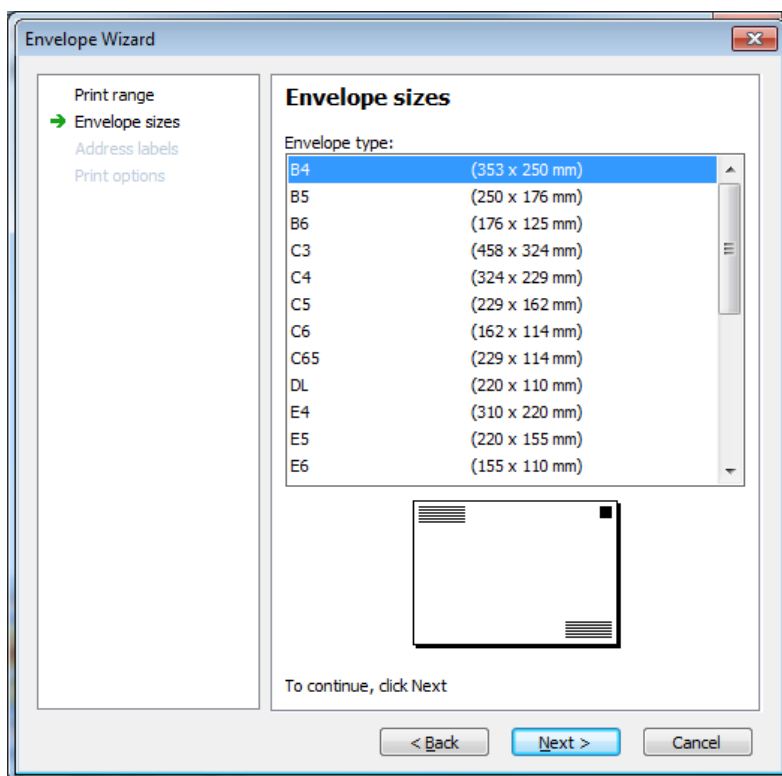 Envelope Wizard
Print range
Envelope sizes
Address labels
Print options
Envelope sizes
Envelope type:
B4 (353 x 250 mm)
B5 (250 x 176 mm)
B6 (176 x 125 mm)
C3 (458 x 324 mm)
C4 (324 x 229 mm)
C5 (229 x 162 mm)
C6 (162 x 114 mm)
C65 (229 x 114 mm)
DL (220 x 110 mm)
E4 (310 x 220 mm)
E5 (220 x 155 mm)
E6 (155 x 110 mm)
To continue, click Next
< Back Next > Cancel